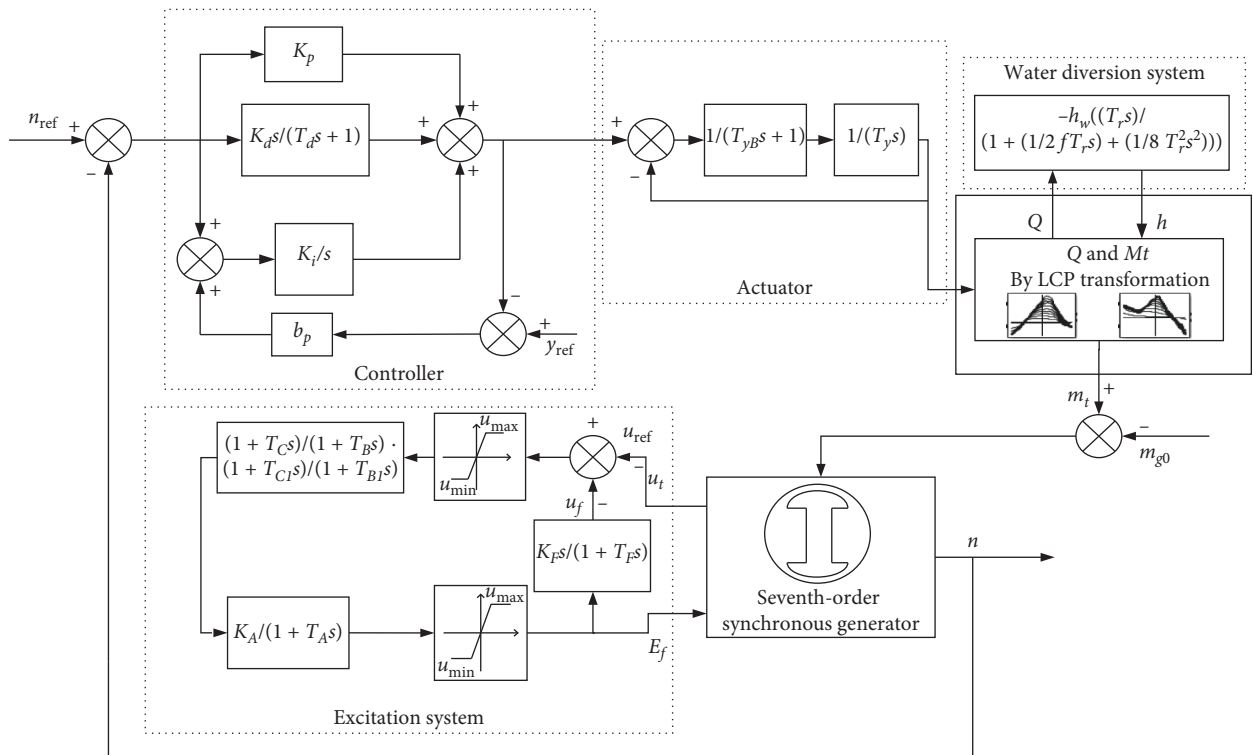 n_ref
+
−
K_p
K_d s/(T_d s + 1)
K_i/s
b_p
+
+
+
+
+
−
+
y_ref
Controller
+
−
1/(T_yB s + 1)
1/(T_y s)
Actuator
Water diversion system
−h_w((T_r s)/
(1 + (1/2 fT_r s) + (1/8 T_r^2 s^2)))
Q
h
Q and Mt
By LCP transformation
m_t
+
−
m_g0
(1 + T_C s)/(1 + T_B s) ·
(1 + T_C1 s)/(1 + T_B1 s)
u_max
u_min
+
u_ref
−
u_t
u_f
−
K_F s/(1 + T_F s)
K_A/(1 + T_A s)
u_max
u_min
E_f
Excitation system
Seventh-order
synchronous generator
n